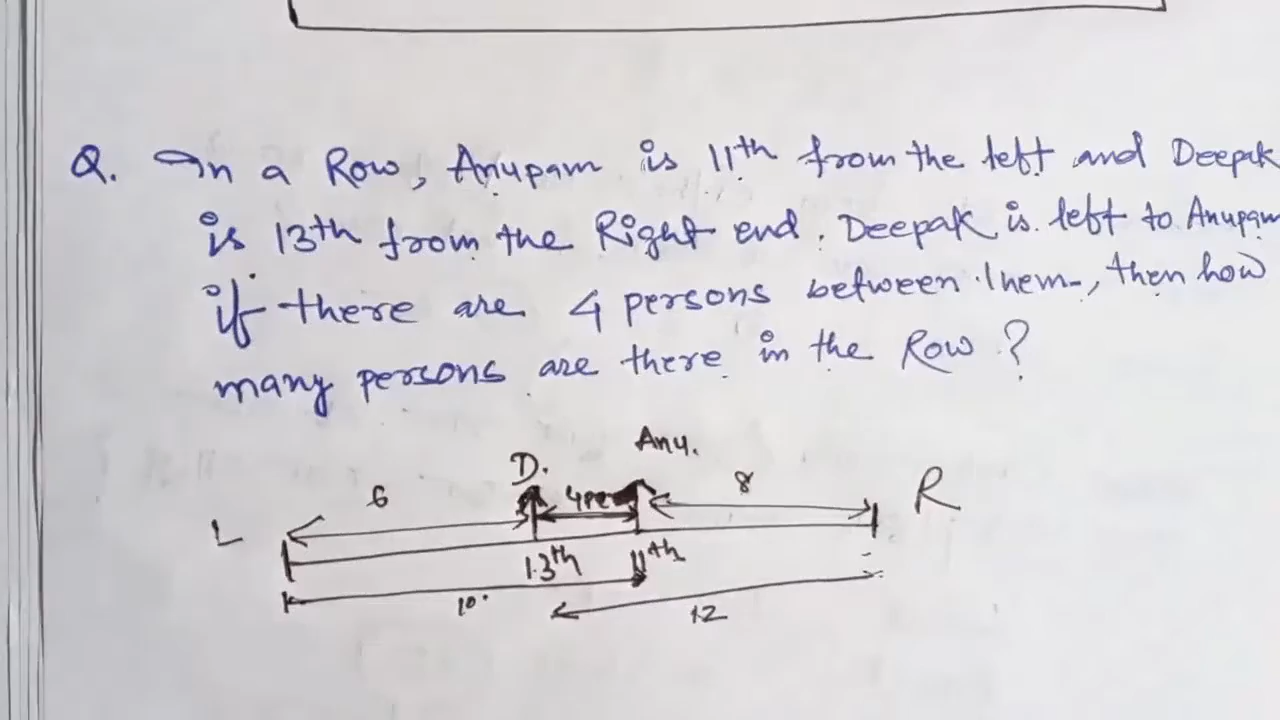 Q. In a Row, Anupam is 11th from the left and Deepak
is 13th from the Right end. Deepak is left to Anupam
if there are 4 persons between them, then how
many persons are there in the Row?
Any.
D.
6 4pe 8 R
L
13th 11th
10 12